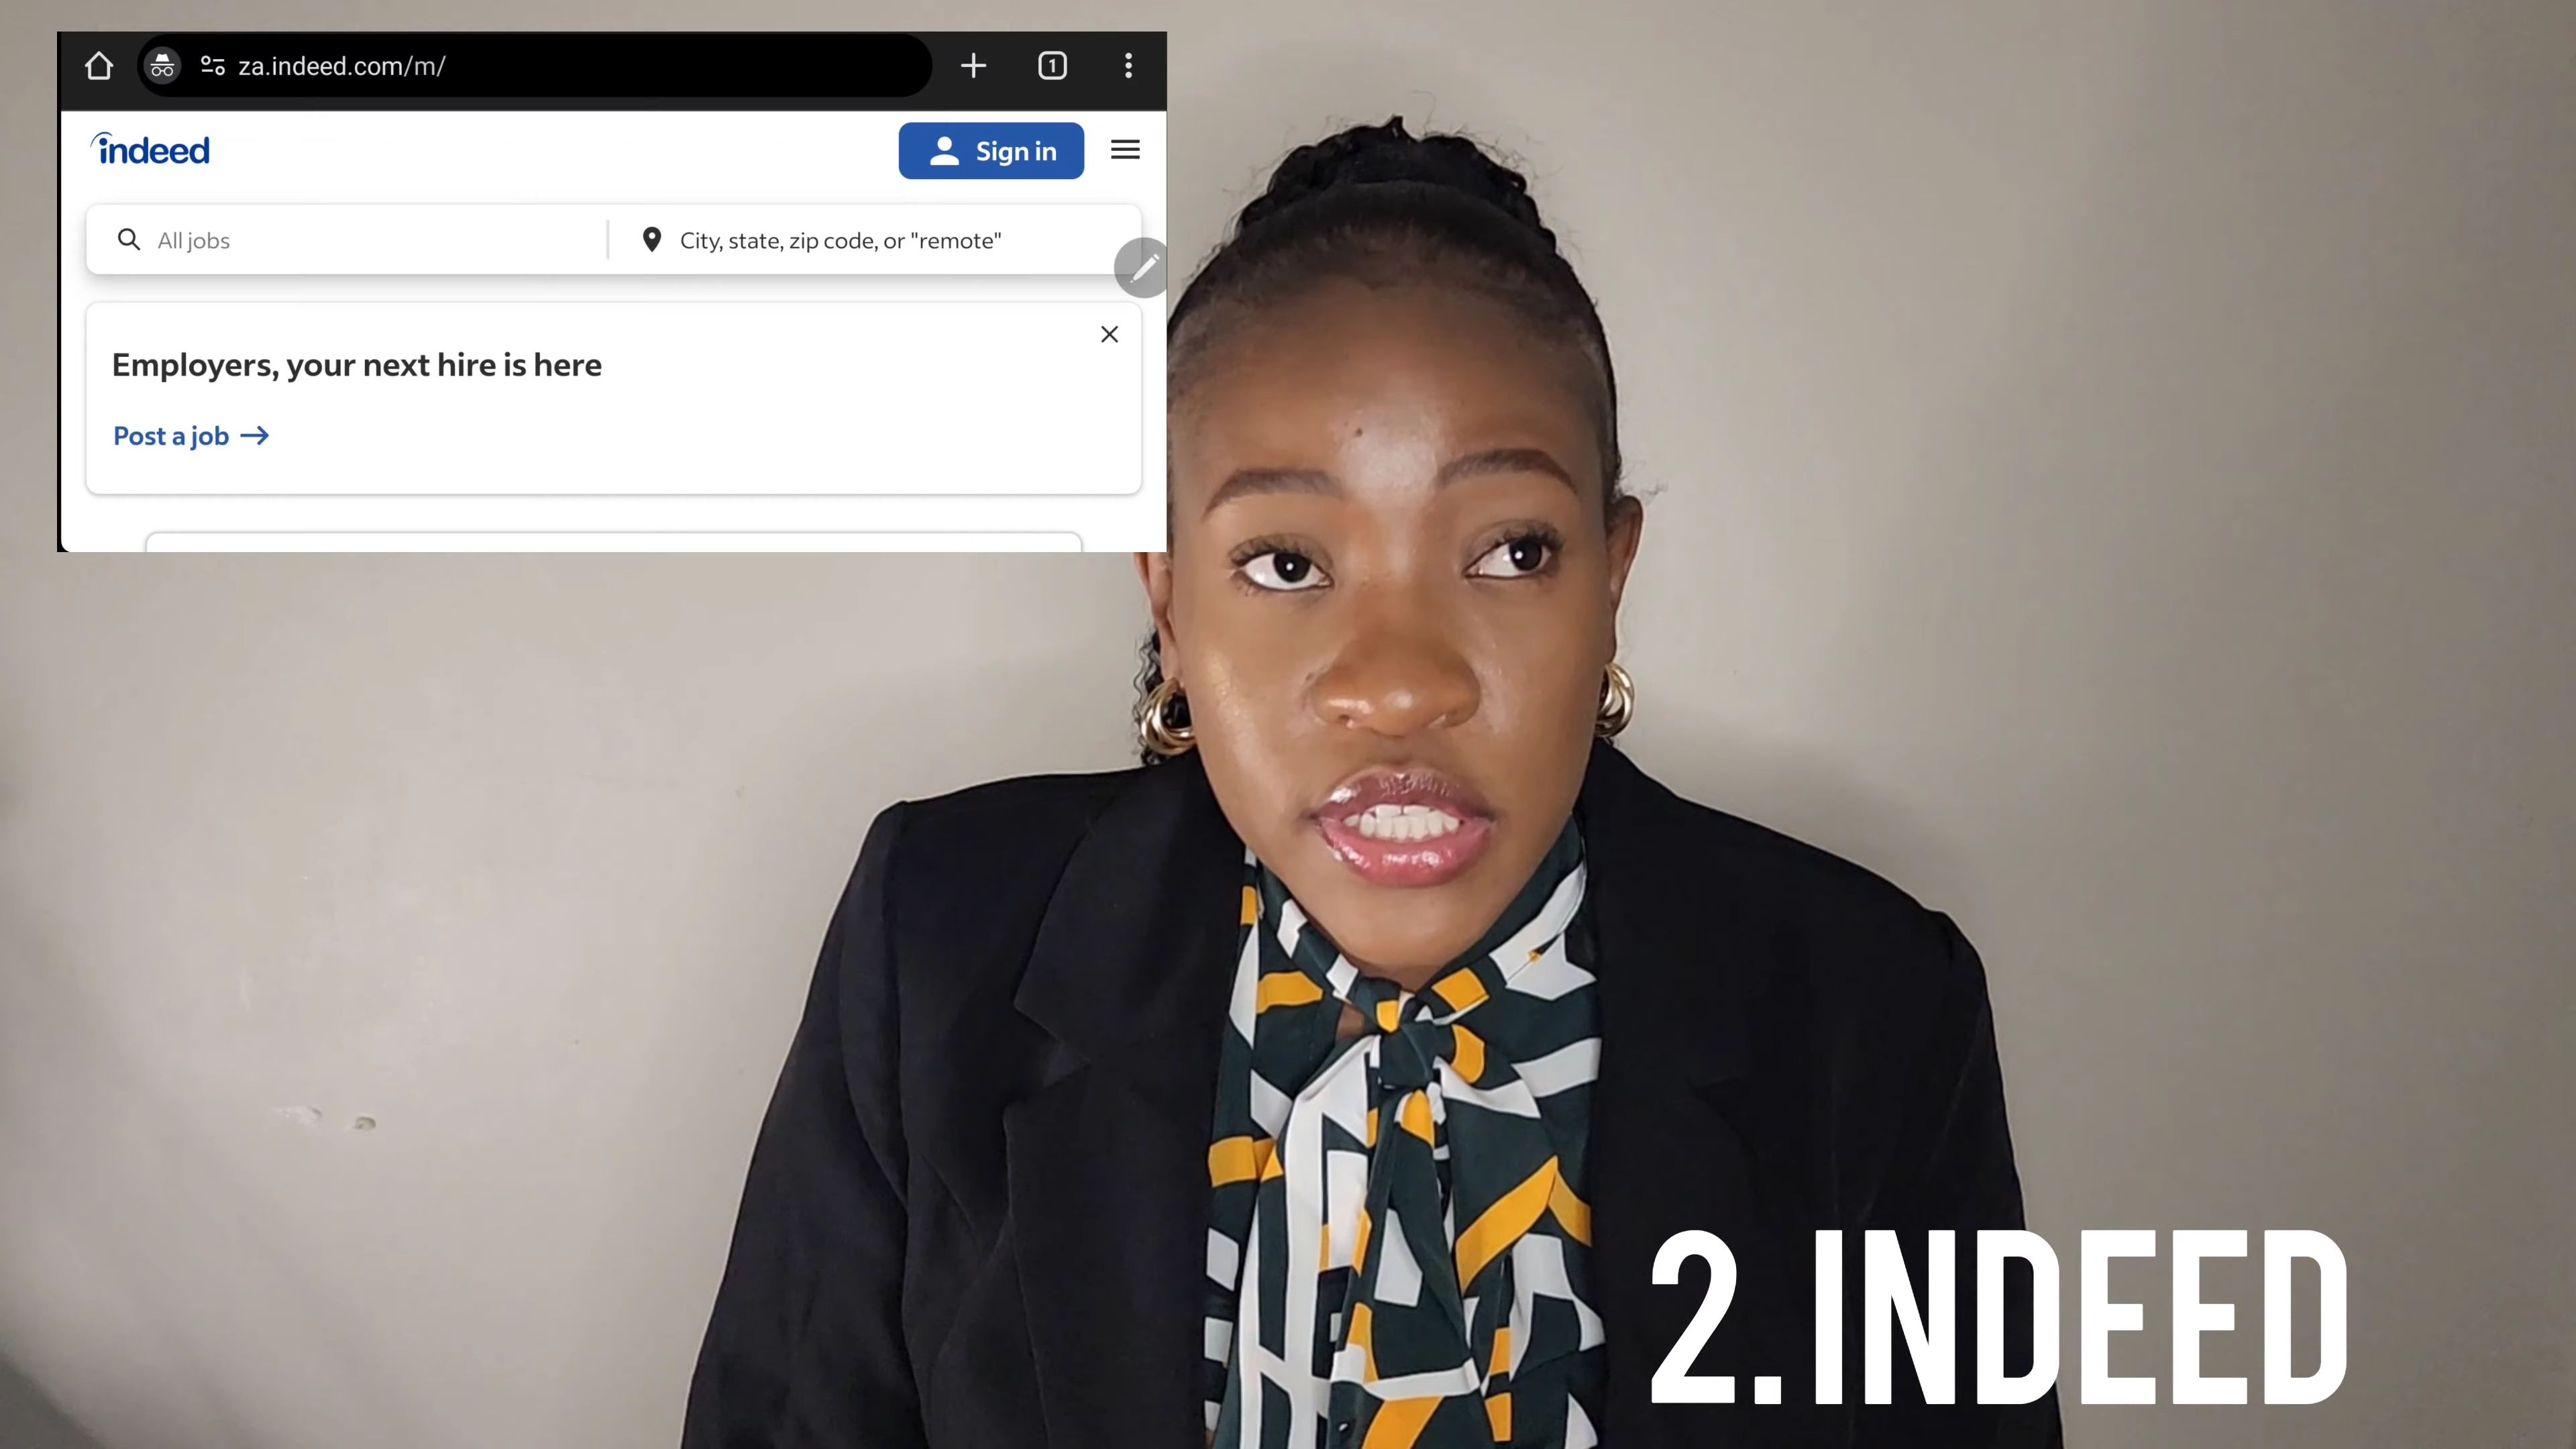 za.indeed.com/m/
1
indeed
Sign in
All jobs
City, state, zip code, or "remote"
Employers, your next hire is here
Post a job →
2. INDEED